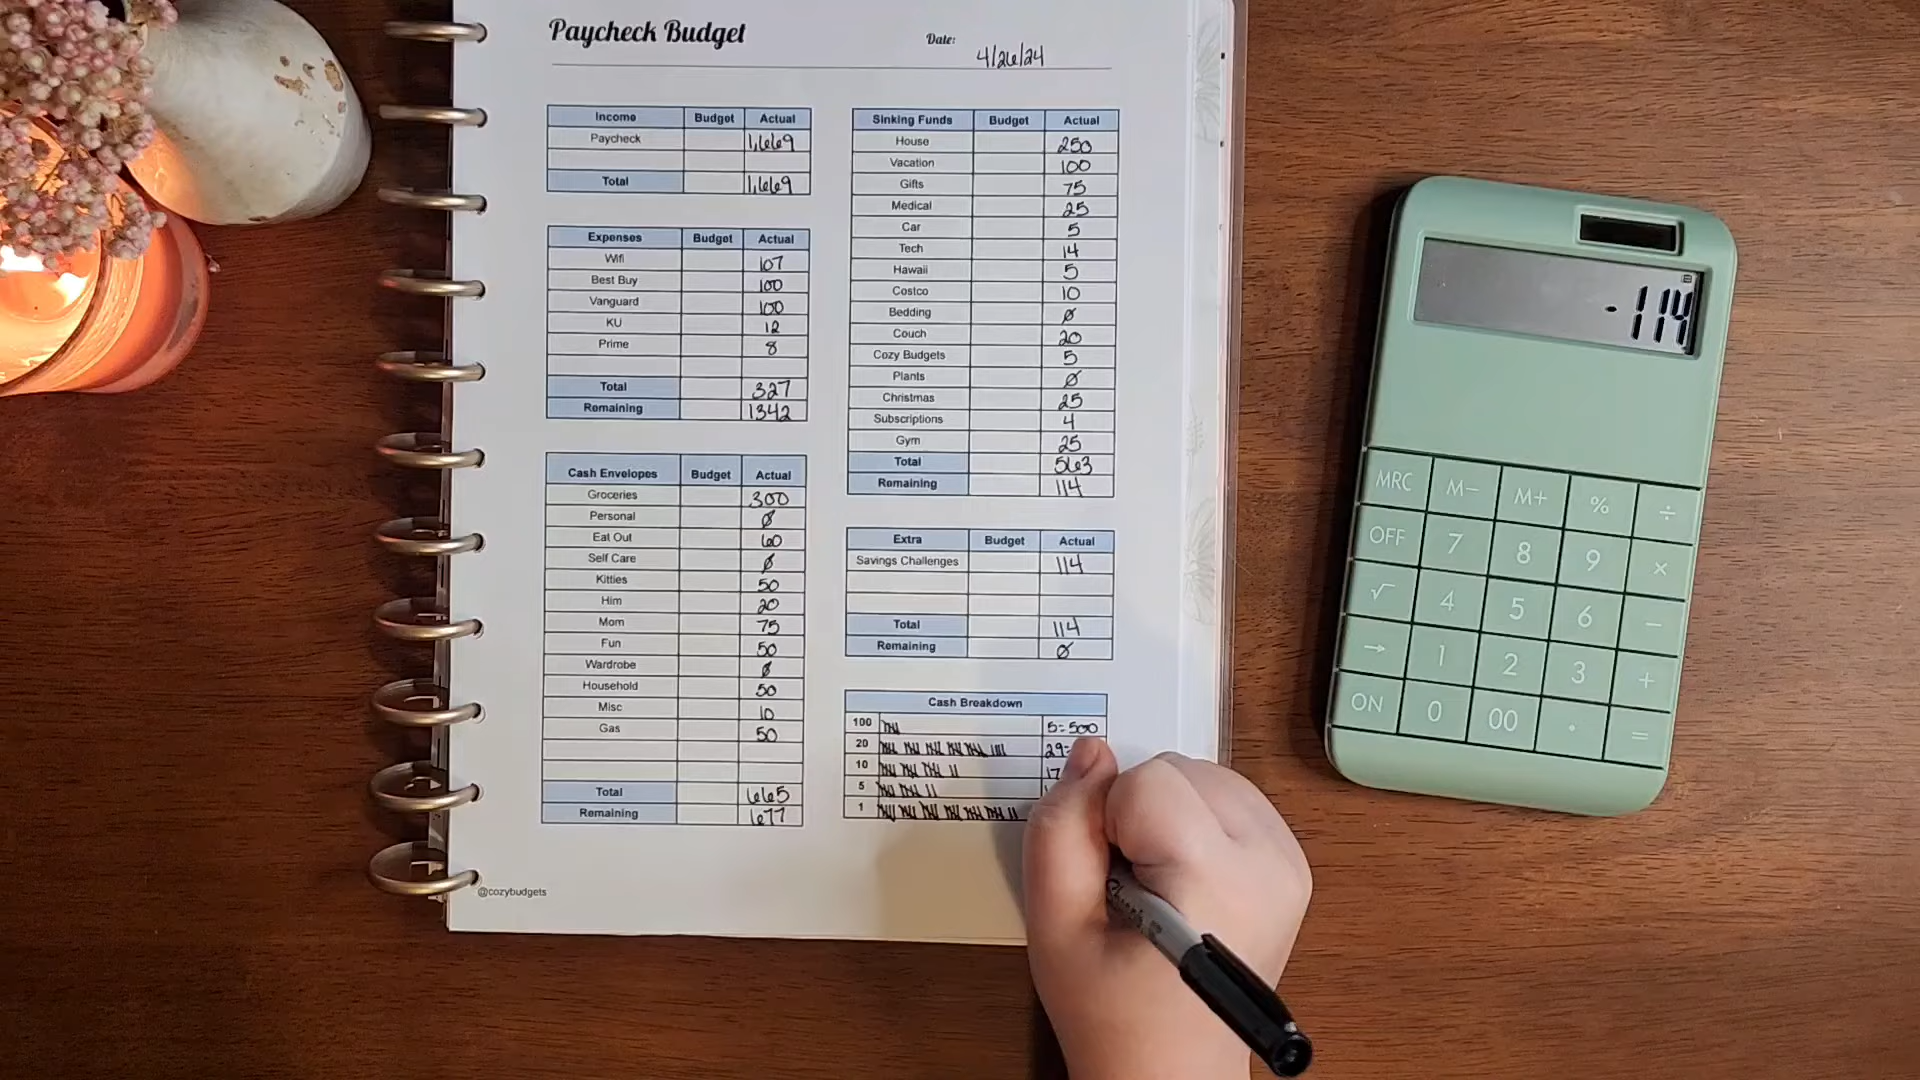 Paycheck Budget
Date: 4/26/24
Income Budget Actual
Paycheck 1,669
Total 1,669
Expenses Budget Actual
Wifi 107
Best Buy 100
Vanguard 100
KU 12
Prime 8
Total 327
Remaining 1342
Cash Envelopes Budget Actual
Groceries 300
Personal Ø
Eat Out 60
Self Care Ø
Kitties 50
Him 20
Mom 75
Fun 50
Wardrobe Ø
Household 50
Misc 10
Gas 50
Total 665
Remaining 677
@cozybudgets
Sinking Funds Budget Actual
House 250
Vacation 100
Gifts 75
Medical 25
Car 5
Tech 14
Hawaii 5
Costco 10
Bedding Ø
Couch 20
Cozy Budgets 5
Plants Ø
Christmas 25
Subscriptions 4
Gym 25
Total 563
Remaining 114
Extra Budget Actual
Savings Challenges 114
Total 114
Remaining Ø
Cash Breakdown
100 5=500
20 29=
10 17
5
1
-114
MRC M− M+ % ÷
OFF 7 8 9 ×
√ 4 5 6 −
→ 1 2 3 +
ON 0 00 . =